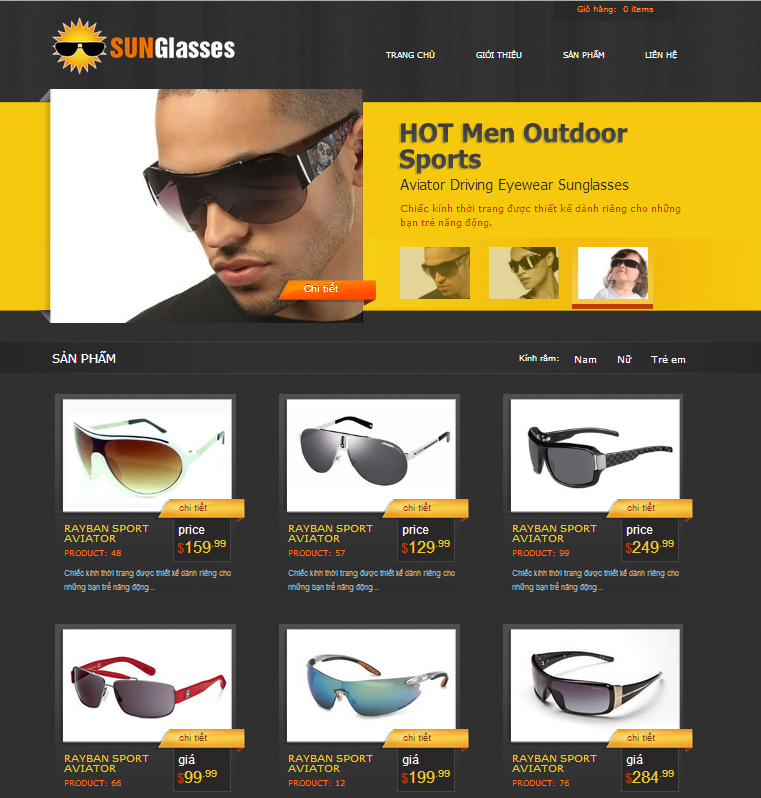 Giỏ hàng: 0 items
SUNGlasses
TRANG CHỦ GIỚI THIỆU SẢN PHẨM LIÊN HỆ
HOT Men Outdoor
Sports
Aviator Driving Eyewear Sunglasses
Chiếc kính thời trang được thiết kế dành riêng cho những
bạn trẻ năng động.
Chi tiết
SẢN PHẨM
Kính râm: Nam Nữ Trẻ em
chi tiết
RAYBAN SPORT
AVIATOR
PRODUCT: 48
price
$159.99
Chiếc kính thời trang được thiết kế dành riêng cho
những bạn trẻ năng động...
chi tiết
RAYBAN SPORT
AVIATOR
PRODUCT: 57
price
$129.99
Chiếc kính thời trang được thiết kế dành riêng cho
những bạn trẻ năng động...
chi tiết
RAYBAN SPORT
AVIATOR
PRODUCT: 99
price
$249.99
Chiếc kính thời trang được thiết kế dành riêng cho
những bạn trẻ năng động...
chi tiết
RAYBAN SPORT
AVIATOR
PRODUCT: 66
giá
$99.99
chi tiết
RAYBAN SPORT
AVIATOR
PRODUCT: 12
giá
$199.99
chi tiết
RAYBAN SPORT
AVIATOR
PRODUCT: 76
giá
$284.99